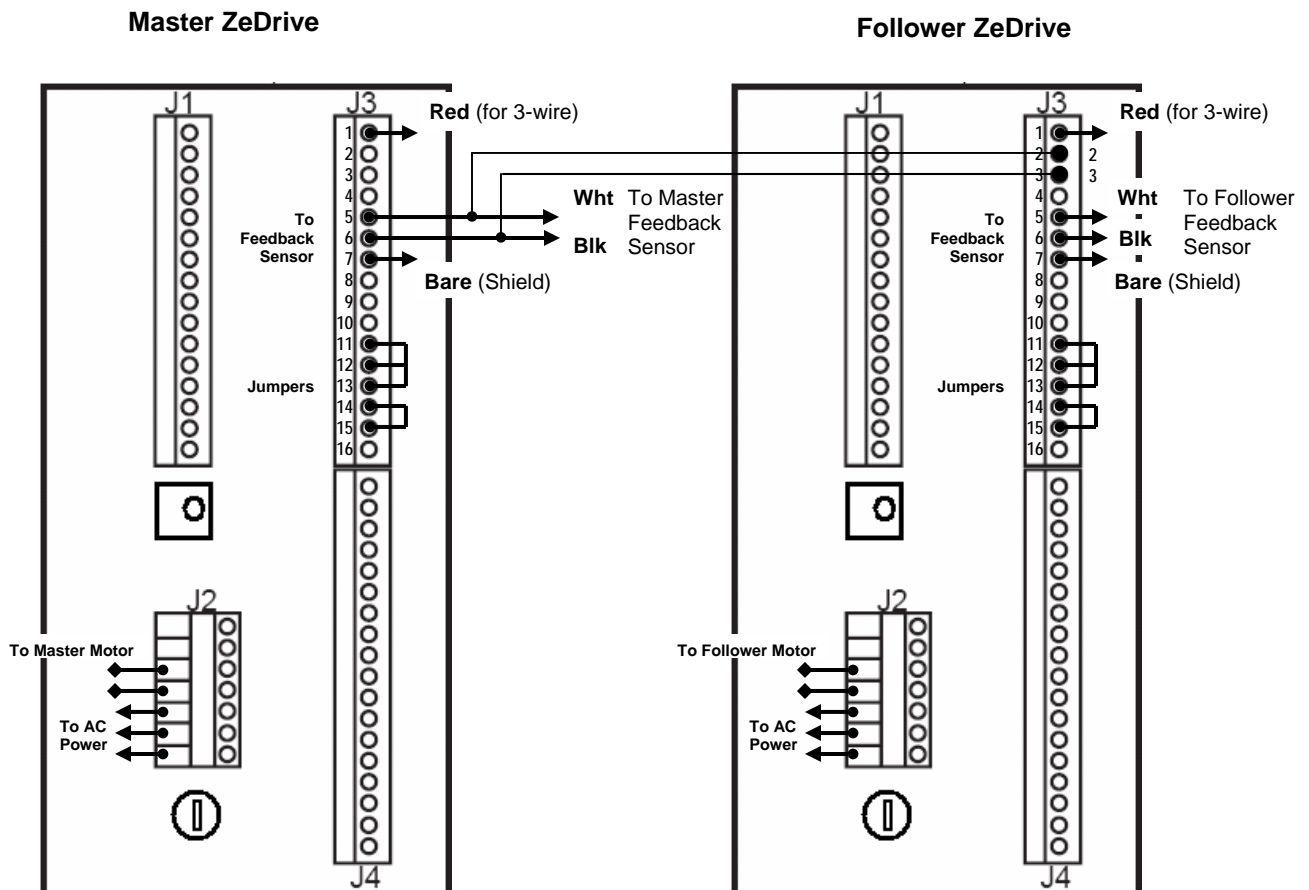 Master ZeDrive
Follower ZeDrive
J1
J3
Red (for 3-wire)
1
2
3
4
5
6
7
8
9
10
11
12
13
14
15
16
Wht To Master
Feedback
Blk Sensor
To
Feedback
Sensor
Bare (Shield)
Jumpers
J2
To Master Motor
To AC
Power
J4
J1
J3
Red (for 3-wire)
1
2 2
3 3
4
5
6
7
8
9
10
11
12
13
14
15
16
Wht To Follower
Feedback
Blk Sensor
To
Feedback
Sensor
Bare (Shield)
Jumpers
J2
To Follower Motor
To AC
Power
J4